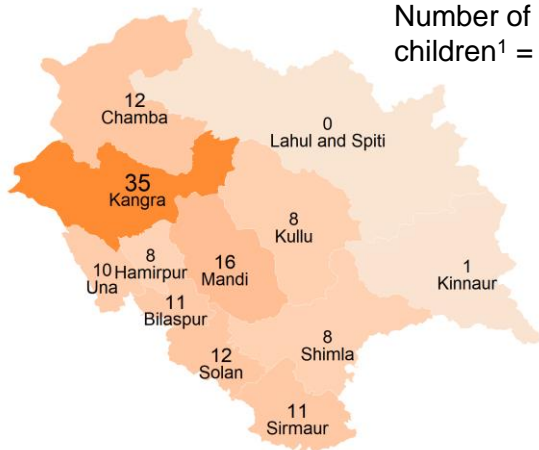 Number of
children¹ =
12
Chamba
0
Lahul and Spiti
35
Kangra
8
Kullu
1
Kinnaur
10
Una
8
Hamirpur
16
Mandi
11
Bilaspur
8
Shimla
12
Solan
11
Sirmaur